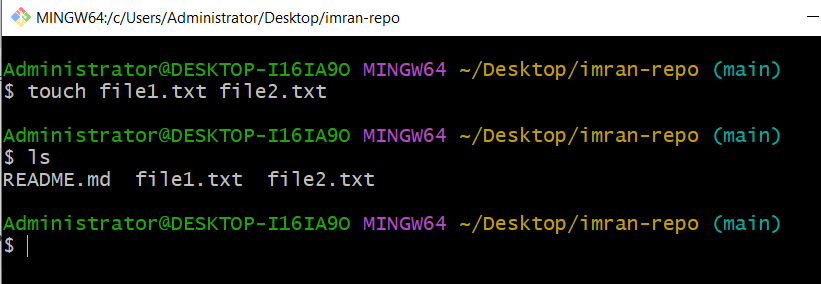 MINGW64:/c/Users/Administrator/Desktop/imran-repo
Administrator@DESKTOP-I16IA9O MINGW64 ~/Desktop/imran-repo (main)
$ touch file1.txt file2.txt
Administrator@DESKTOP-I16IA9O MINGW64 ~/Desktop/imran-repo (main)
$ ls
README.md  file1.txt  file2.txt
Administrator@DESKTOP-I16IA9O MINGW64 ~/Desktop/imran-repo (main)
$